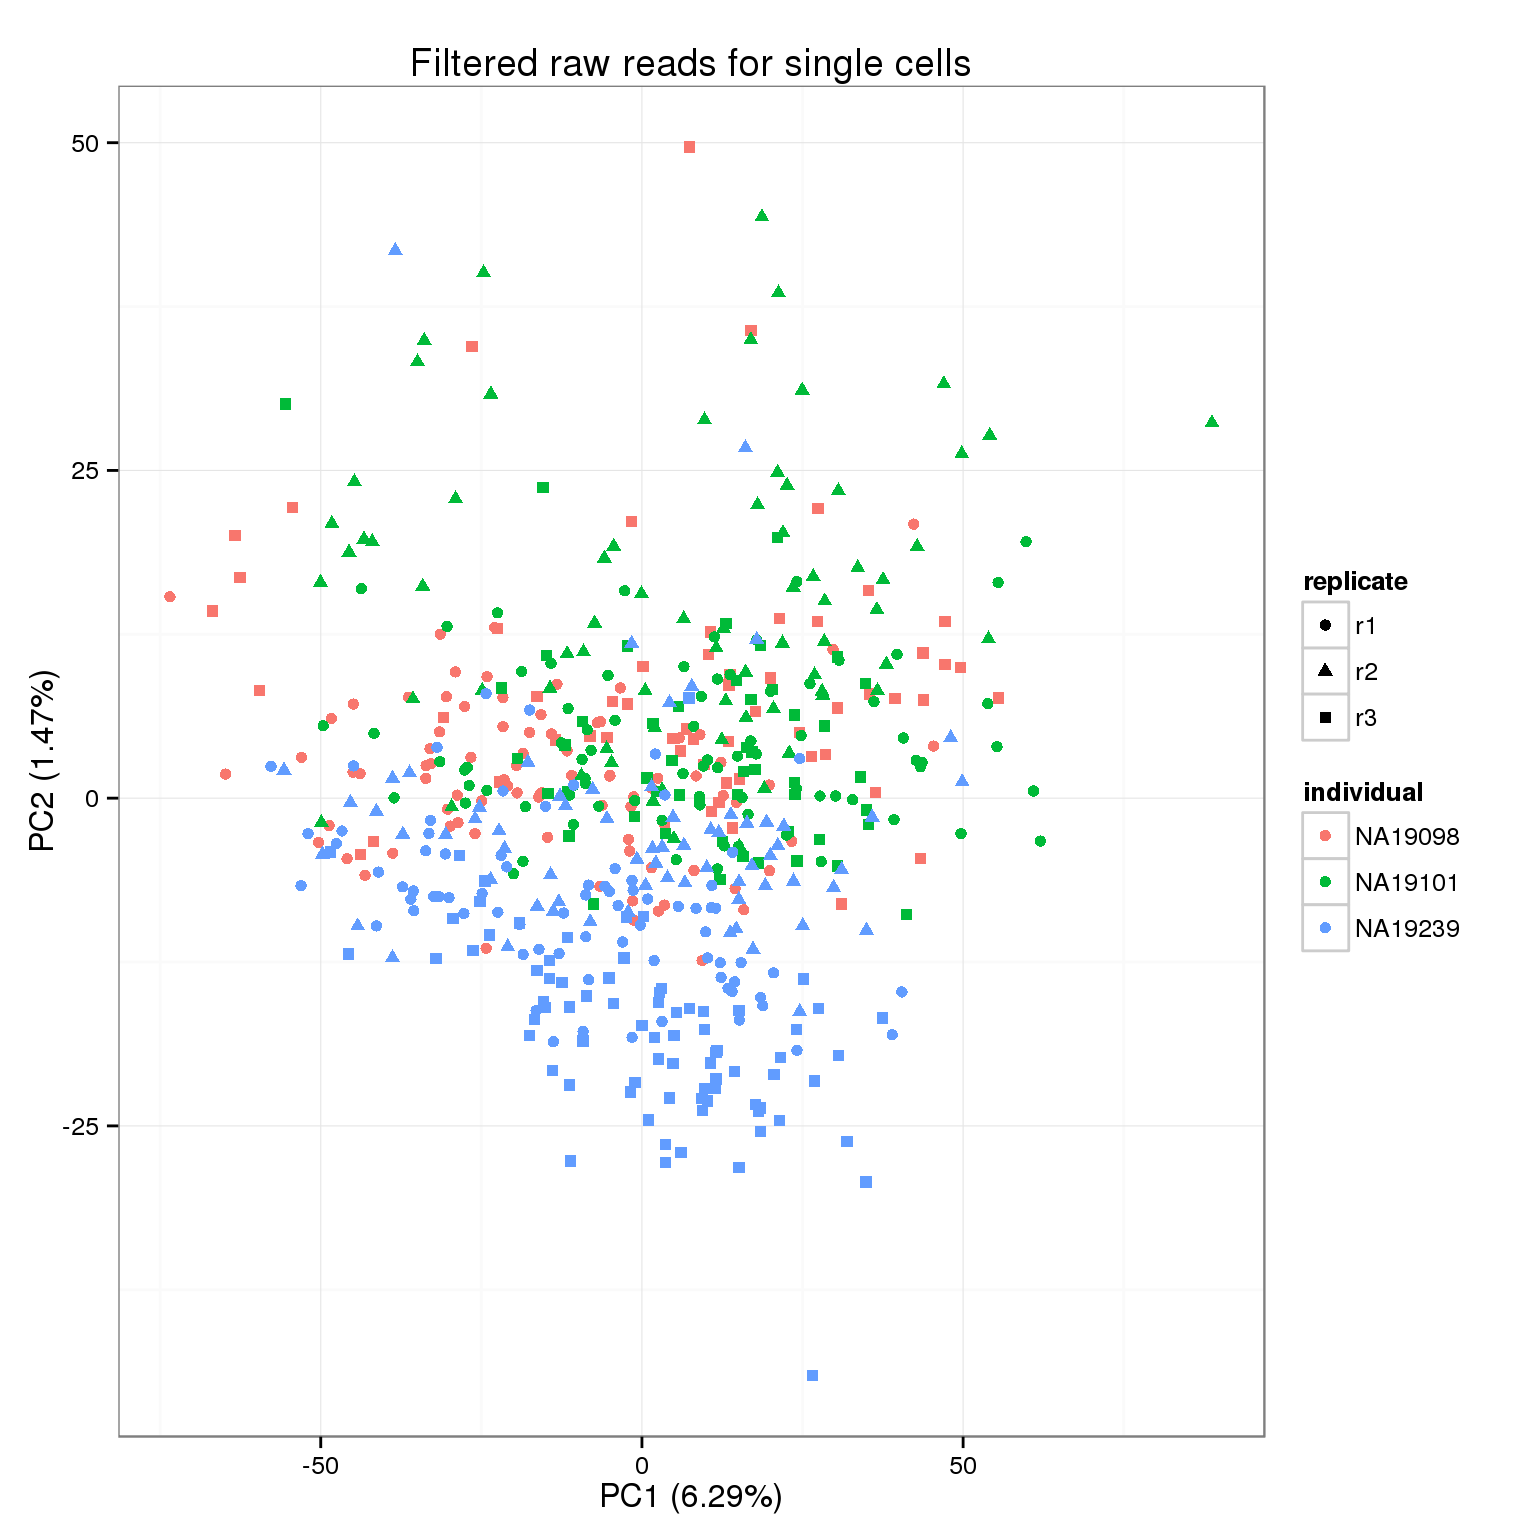 Filtered raw reads for single cells
50
25
0
-25
PC2 (1.47%)
-50
0
50
PC1 (6.29%)
replicate
r1
r2
r3
individual
NA19098
NA19101
NA19239